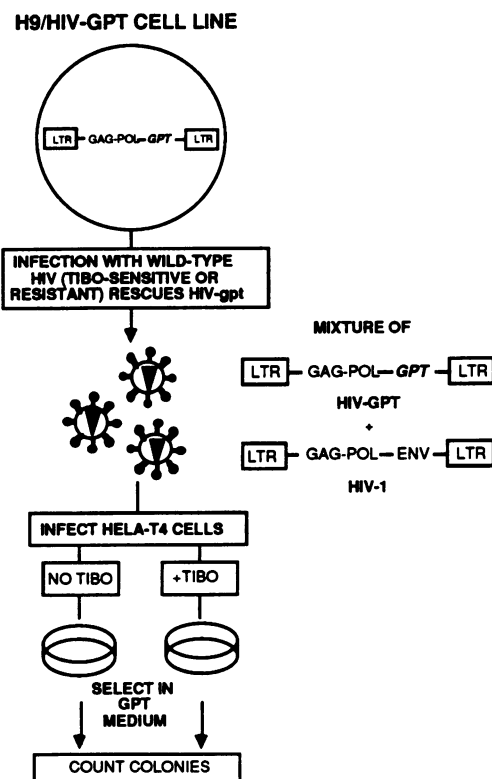 H9/HIV-GPT CELL LINE
LTR GAG-POL GPT LTR
INFECTION WITH WILD-TYPE
HIV (TIBO-SENSITIVE OR
RESISTANT) RESCUES HIV-gpt
MIXTURE OF
LTR GAG-POL GPT LTR
HIV-GPT
+
LTR GAG-POL ENV LTR
HIV-1
INFECT HELA-T4 CELLS
NO TIBO
+TIBO
SELECT IN
GPT
MEDIUM
COUNT COLONIES